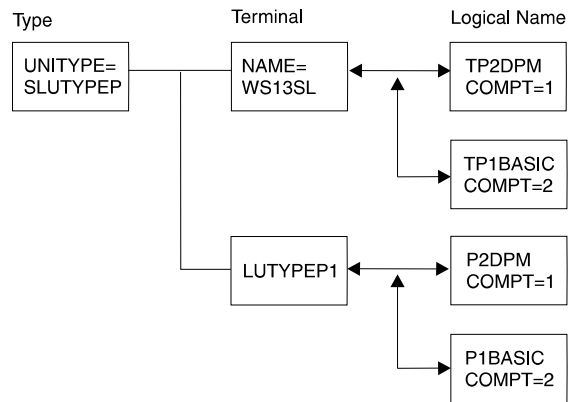 Type
Terminal
Logical Name
UNITYPE=
SLUTYPEP
NAME=
WS13SL
TP2DPM
COMPT=1
TP1BASIC
COMPT=2
LUTYPEP1
P2DPM
COMPT=1
P1BASIC
COMPT=2